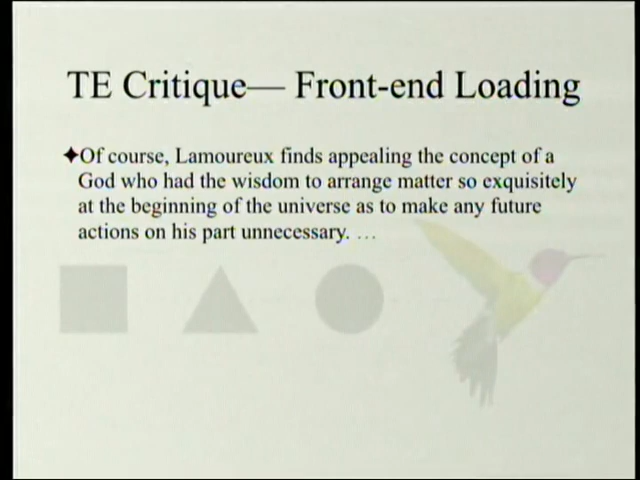 TE Critique— Front-end Loading
✦Of course, Lamoureux finds appealing the concept of a
God who had the wisdom to arrange matter so exquisitely
at the beginning of the universe as to make any future
actions on his part unnecessary. …